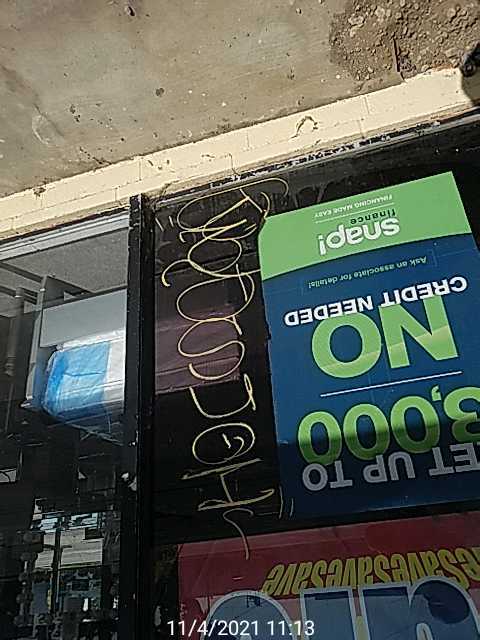 eSaveSaveSave
ET UP TO
3,000
NO
CREDIT NEEDED
Ask an associate for details!
snap!
finance
FINANCING MADE EASY
11/4/2021 11:13